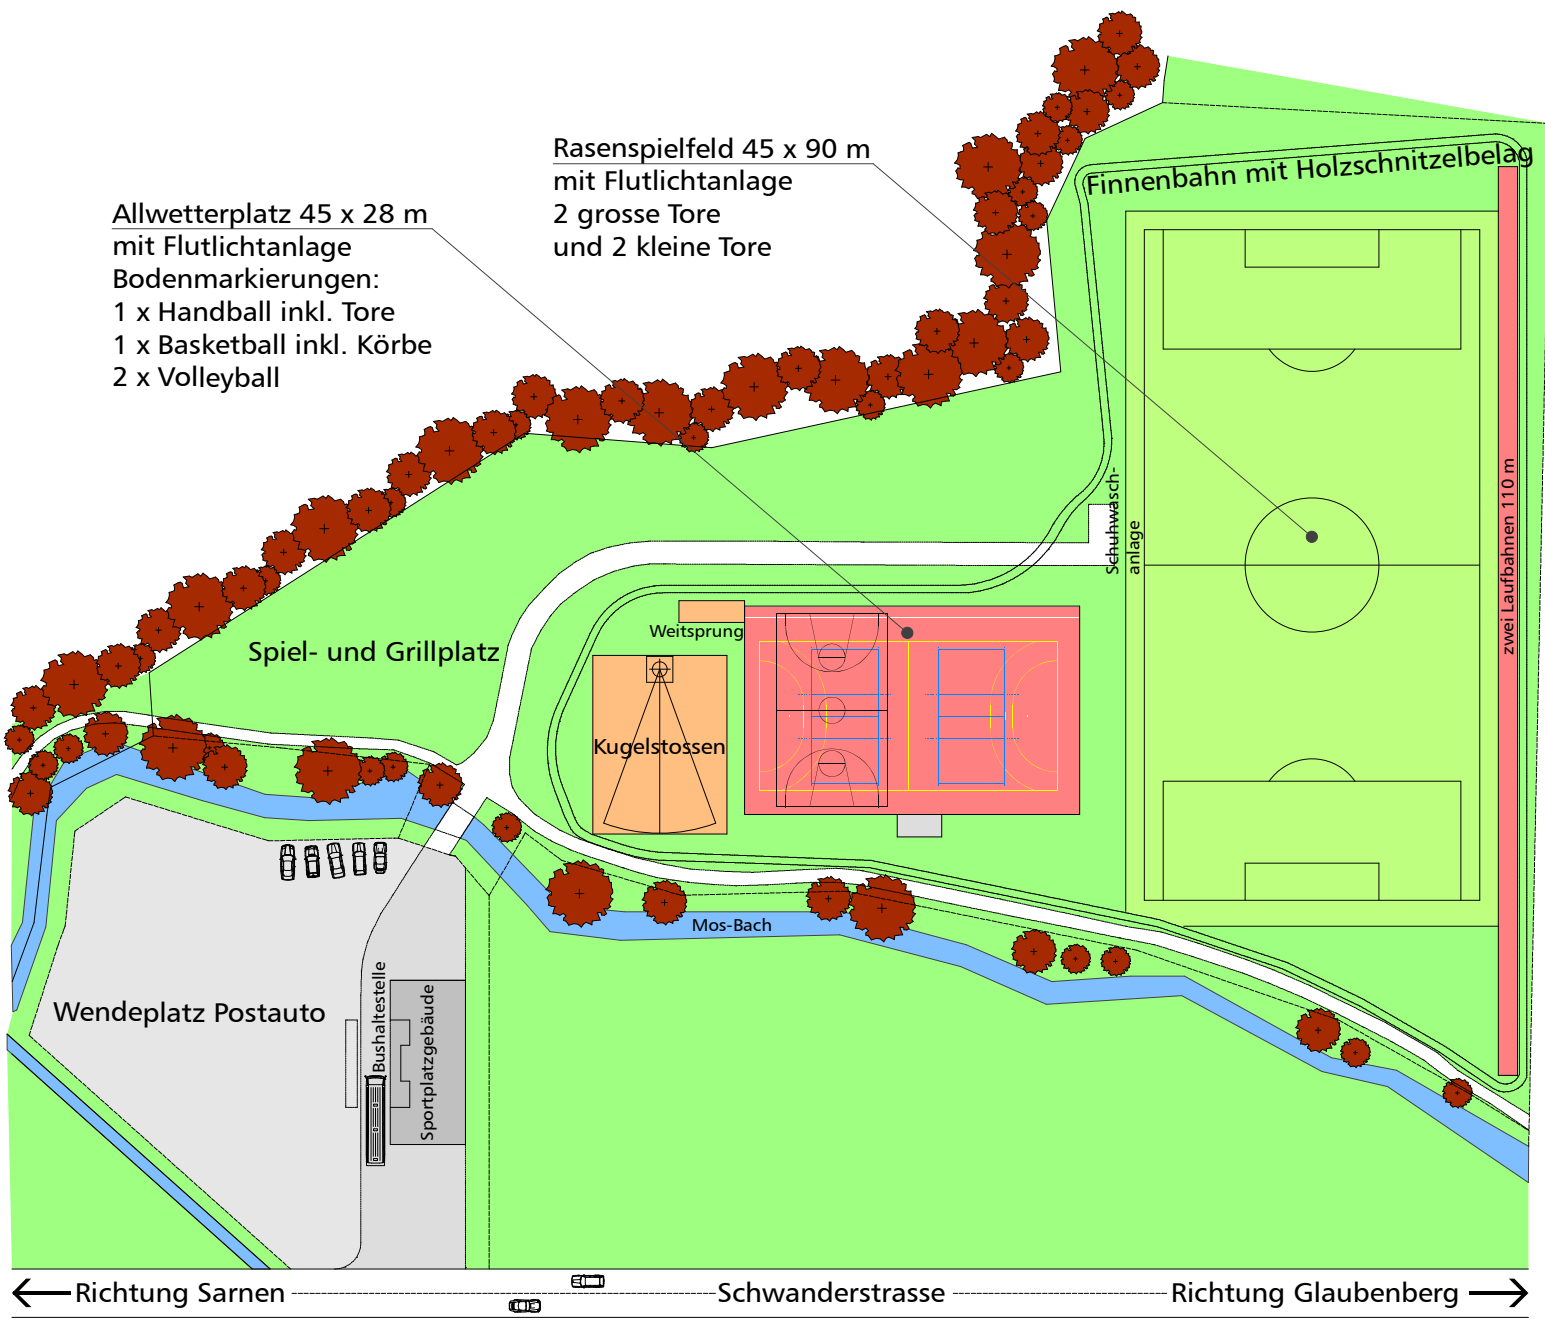 Rasenspielfeld 45 x 90 m
mit Flutlichtanlage
2 grosse Tore
und 2 kleine Tore
Finnenbahn mit Holzschnitzelbelag
Allwetterplatz 45 x 28 m
mit Flutlichtanlage
Bodenmarkierungen:
1 x Handball inkl. Tore
1 x Basketball inkl. Körbe
2 x Volleyball
Schuhwasch-
anlage
zwei Laufbahnen 110 m
Spiel- und Grillplatz
Weitsprung
Kugelstossen
Mos-Bach
Wendeplatz Postauto
Bushaltestelle
Sportplatzgebäude
Richtung Sarnen
Schwanderstrasse
Richtung Glaubenberg